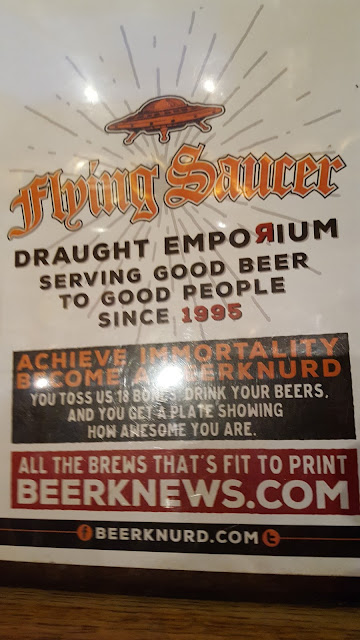 Flying Saucer
DRAUGHT EMPOЯIUM
SERVING GOOD BEER
TO GOOD PEOPLE
SINCE 1995
ACHIEVE IMMORTALITY
BECOME A BEERKNURD
YOU TOSS US 18 BONES, DRINK YOUR BEERS,
AND YOU GET A PLATE SHOWING
HOW AWESOME YOU ARE.
ALL THE BREWS THAT'S FIT TO PRINT
BEERKNEWS.COM
BEERKNURD.COM